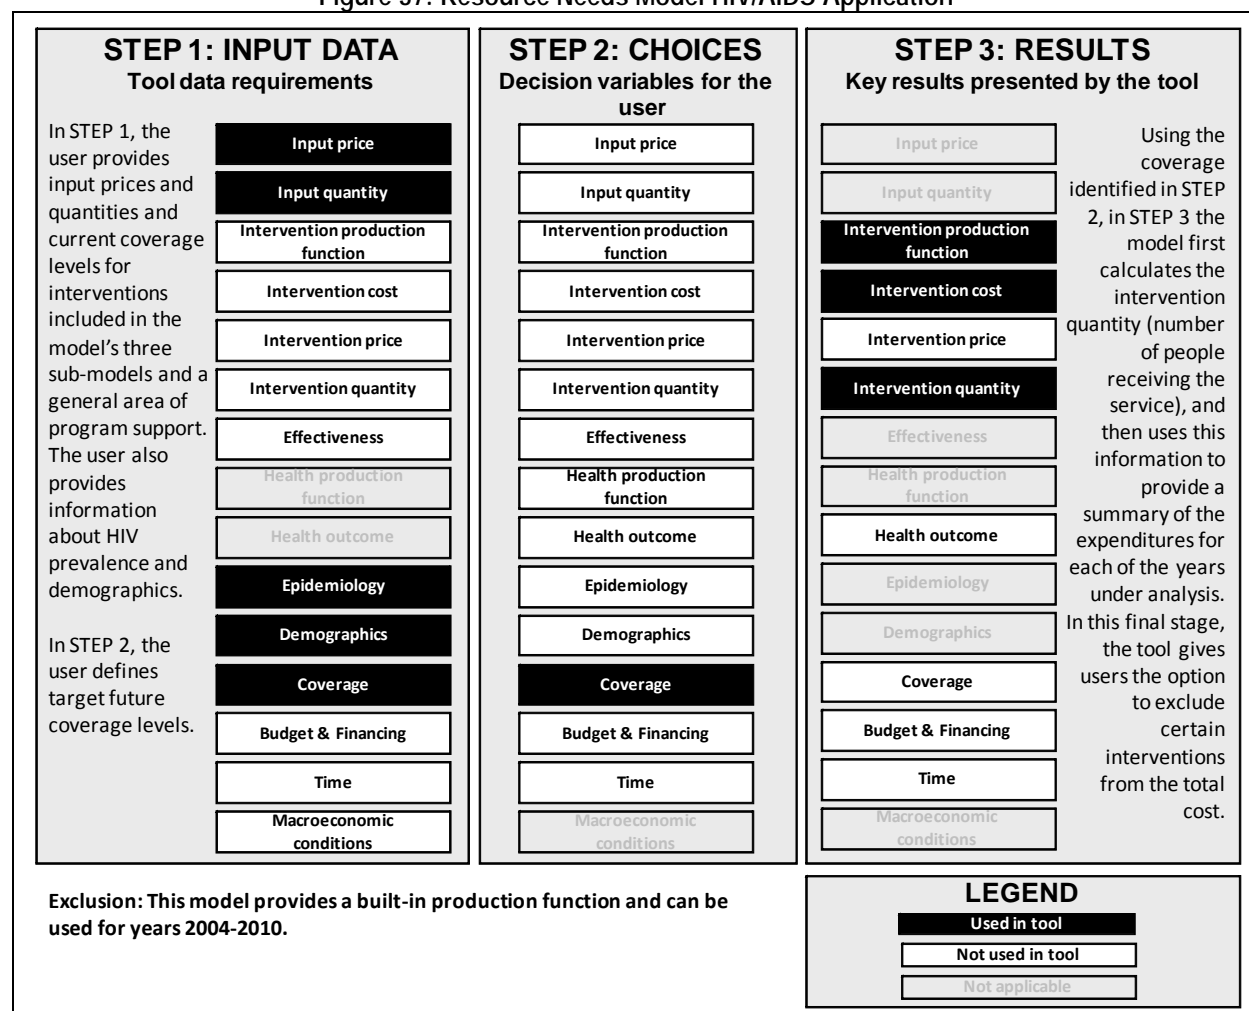 Figure 37: Resource Needs Model HIV/AIDS Application
STEP 1: INPUT DATA
Tool data requirements
In STEP 1, the
user provides
input prices and
quantities and
current coverage
levels for
interventions
included in the
model's three
sub-models and a
general area of
program support.
The user also
provides
information
about HIV
prevalence and
demographics.
In STEP 2, the
user defines
target future
coverage levels.
Input price
Input quantity
Intervention production
function
Intervention cost
Intervention price
Intervention quantity
Effectiveness
Health production
function
Health outcome
Epidemiology
Demographics
Coverage
Budget & Financing
Time
Macroeconomic
conditions
STEP 2: CHOICES
Decision variables for the
user
Input price
Input quantity
Intervention production
function
Intervention cost
Intervention price
Intervention quantity
Effectiveness
Health production
function
Health outcome
Epidemiology
Demographics
Coverage
Budget & Financing
Time
Macroeconomic
conditions
STEP 3: RESULTS
Key results presented by the tool
Input price
Input quantity
Intervention production
function
Intervention cost
Intervention price
Intervention quantity
Effectiveness
Health production
function
Health outcome
Epidemiology
Demographics
Coverage
Budget & Financing
Time
Macroeconomic
conditions
Using the
coverage
identified in STEP
2, in STEP 3 the
model first
calculates the
intervention
quantity (number
of people
receiving the
service), and
then uses this
information to
provide a
summary of the
expenditures for
each of the years
under analysis.
In this final stage,
the tool gives
users the option
to exclude
certain
interventions
from the total
cost.
Exclusion: This model provides a built-in production function and can be
used for years 2004-2010.
LEGEND
Used in tool
Not used in tool
Not applicable